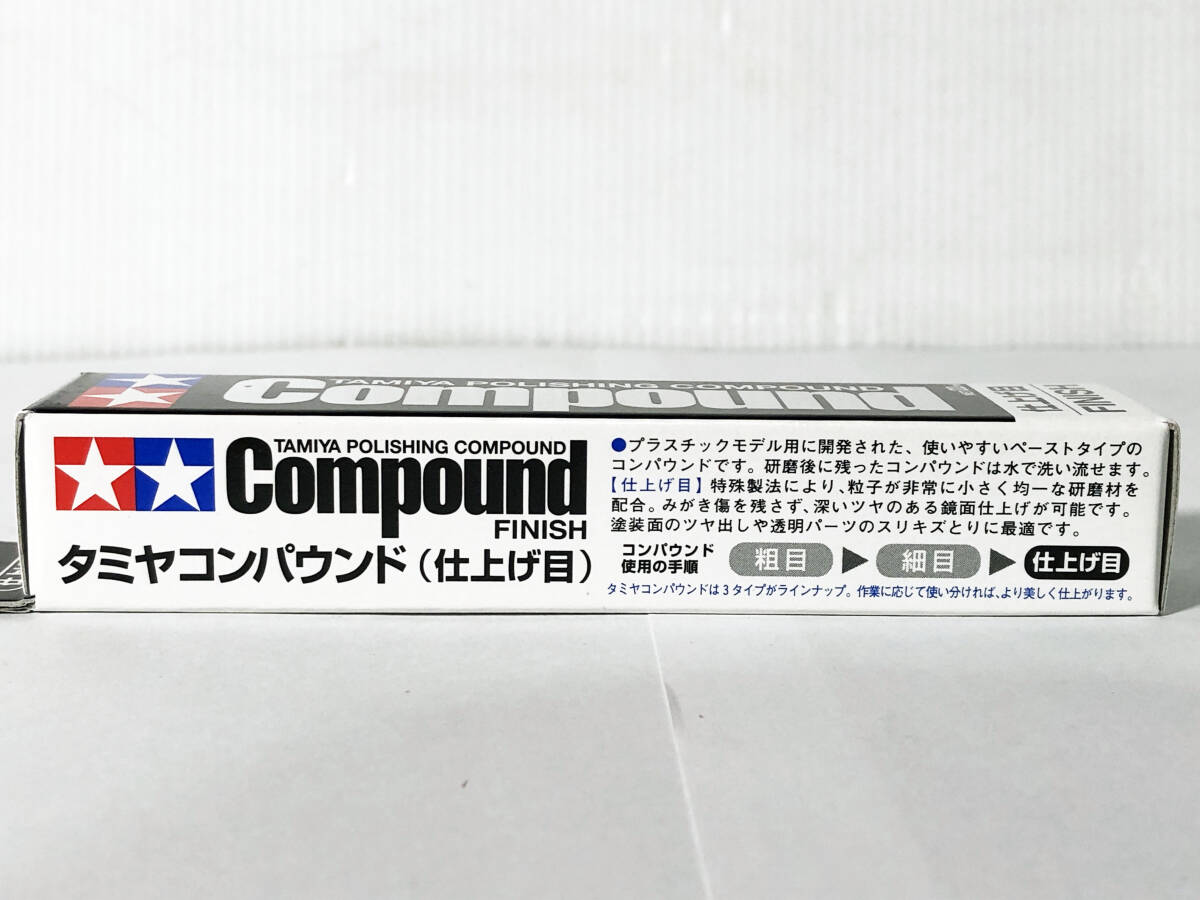 TAMIYA POLISHING COMPOUND
Compound
仕上げ目
FINISH
TAMIYA POLISHING COMPOUND
Compound
FINISH
タミヤコンパウンド（仕上げ目）
●プラスチックモデル用に開発された、使いやすいペーストタイプの
コンパウンドです。研磨後に残ったコンパウンドは水で洗い流せます。
【仕上げ目】特殊製法により、粒子が非常に小さく均一な研磨材を
配合。みがき傷を残さず、深いツヤのある鏡面仕上げが可能です。
塗装面のツヤ出しや透明パーツのスリキズとりに最適です。
コンパウンド
使用の手順
粗目 ▶ 細目 ▶ 仕上げ目
タミヤコンパウンドは3タイプがラインナップ。作業に応じて使い分ければ、より美しく仕上がります。